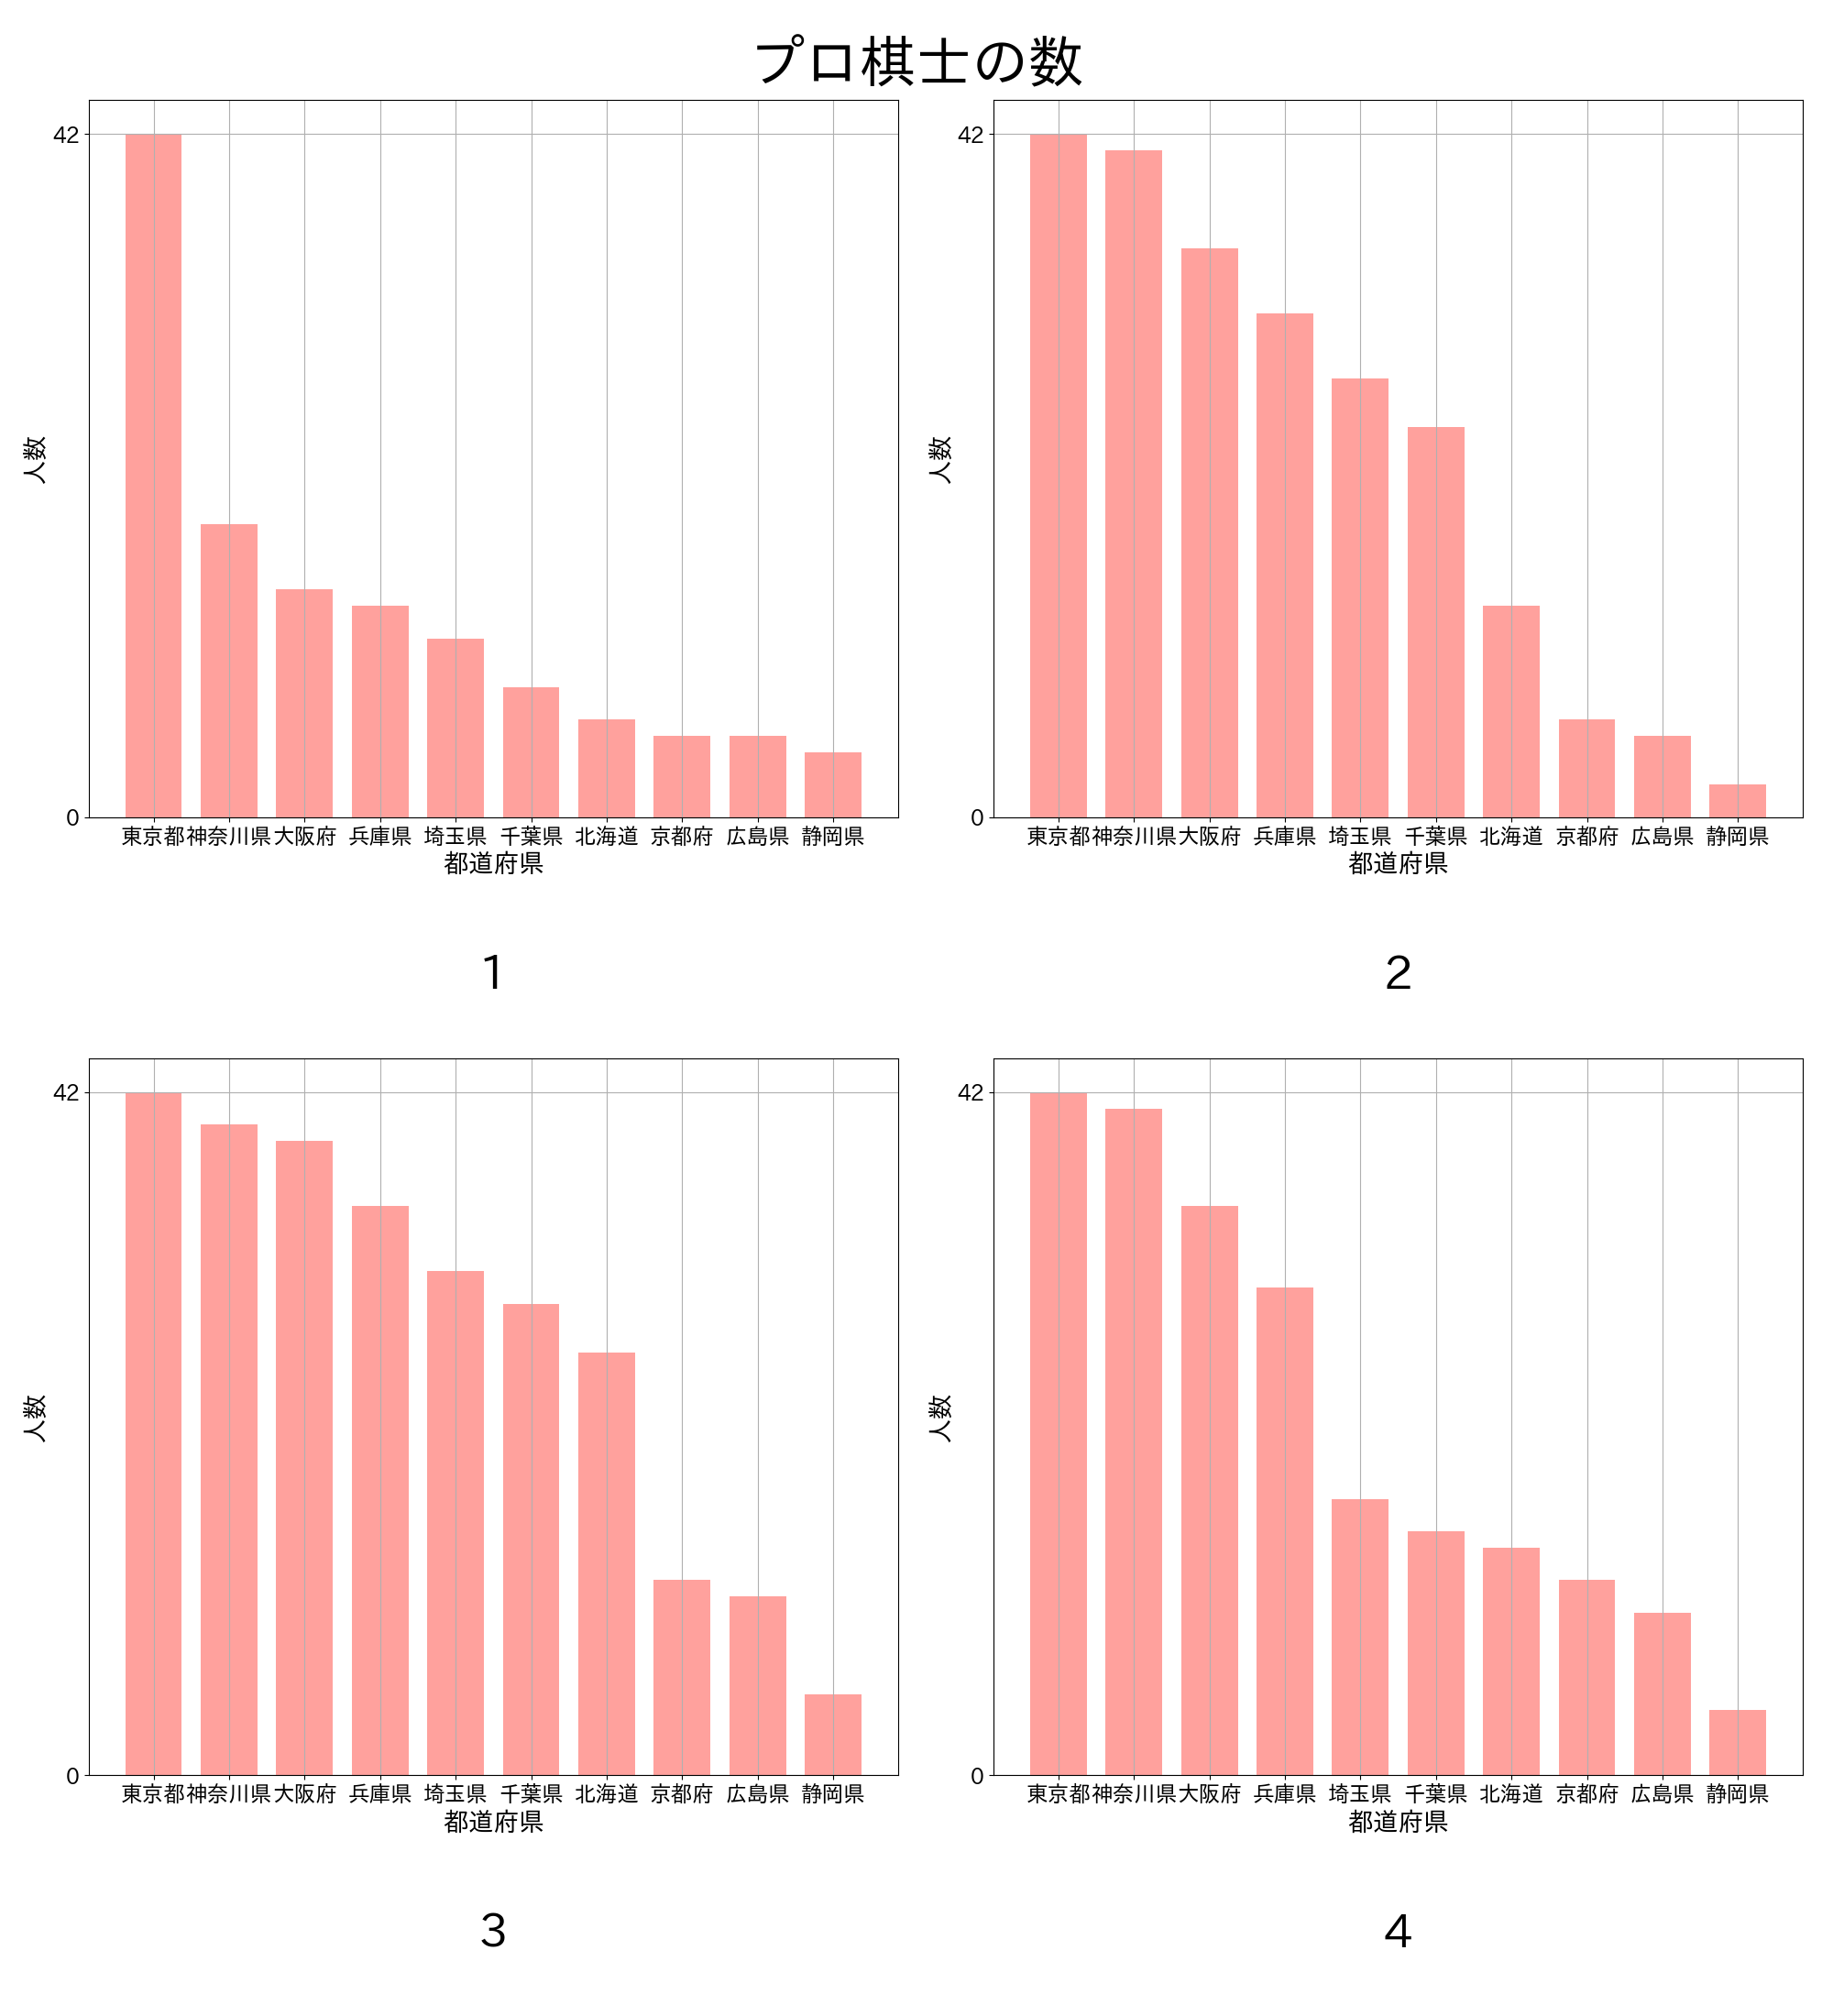 プロ棋士の数
42
0
人数
東京都 神奈川県 大阪府 兵庫県 埼玉県 千葉県 北海道 京都府 広島県 静岡県
都道府県
1
42
0
人数
東京都 神奈川県 大阪府 兵庫県 埼玉県 千葉県 北海道 京都府 広島県 静岡県
都道府県
2
42
0
人数
東京都 神奈川県 大阪府 兵庫県 埼玉県 千葉県 北海道 京都府 広島県 静岡県
都道府県
3
42
0
人数
東京都 神奈川県 大阪府 兵庫県 埼玉県 千葉県 北海道 京都府 広島県 静岡県
都道府県
4